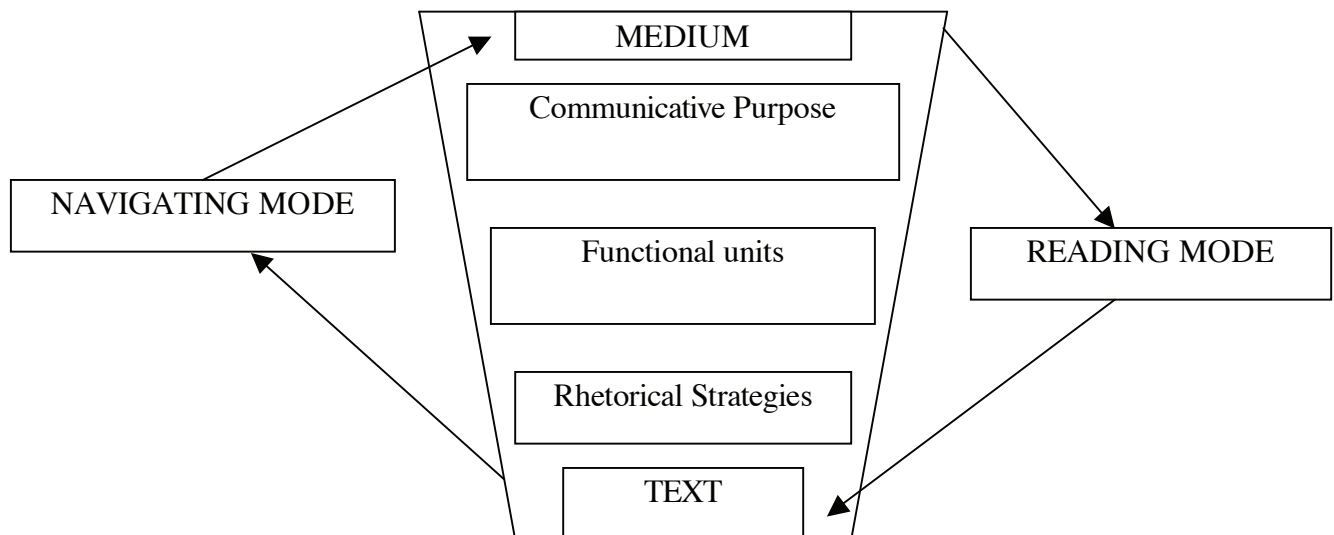 MEDIUM
Communicative Purpose
NAVIGATING MODE
Functional units
READING MODE
Rhetorical Strategies
TEXT